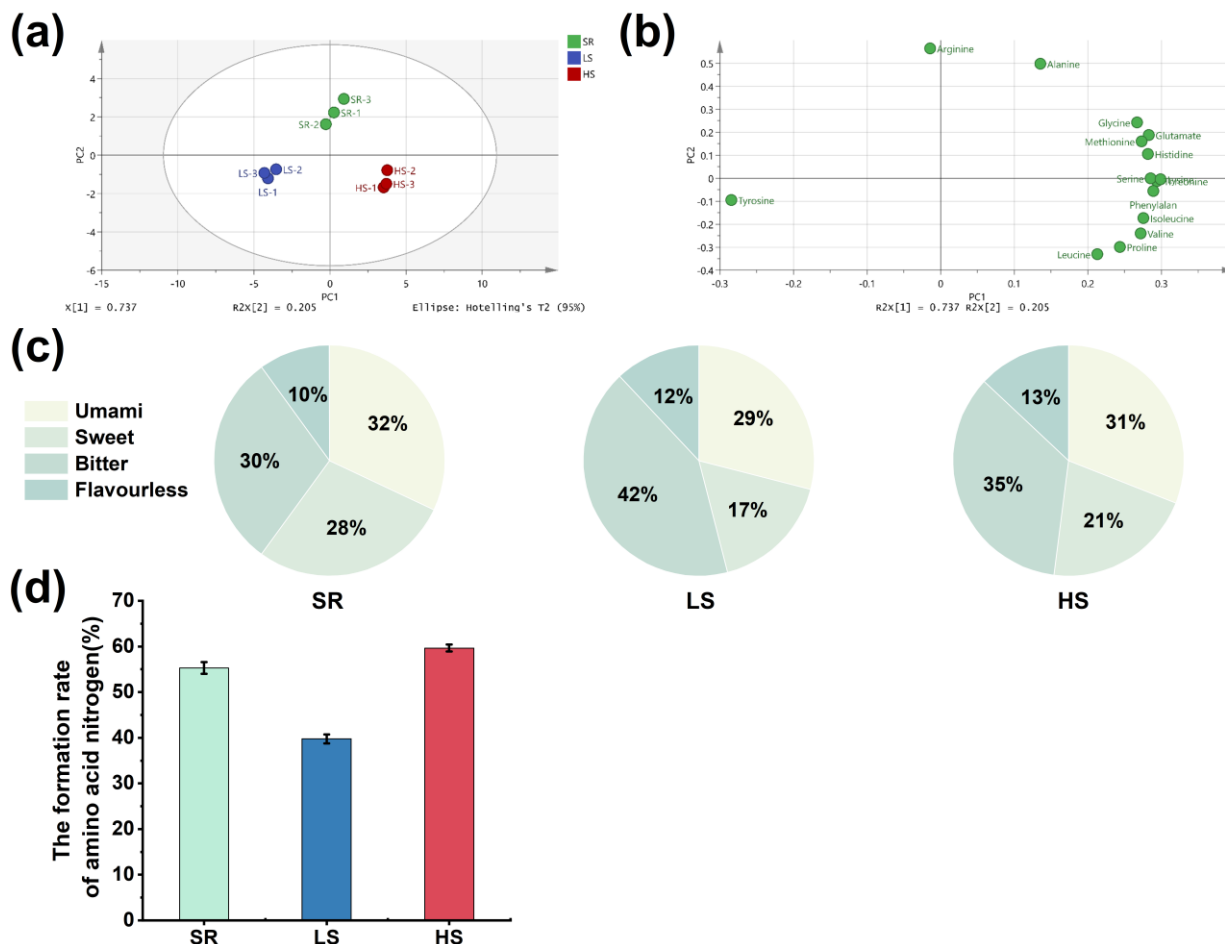 (a)
SR
LS
HS
4
2
0
-2
-4
-6
PC2
SR-3
SR-1
SR-2
LS-3
LS-2
LS-1
HS-2
HS-1
HS-3
-15
-10
-5
0
5
10
PC1
X[1] = 0.737
R2X[2] = 0.205
Ellipse: Hotelling's T2 (95%)
(b)
0.5
0.4
0.3
0.2
0.1
0
-0.1
-0.2
-0.3
-0.4
PC2
Arginine
Alanine
Glycine
Glutamate
Methionine
Histidine
Serine
Threonine
Phenylalan
Isoleucine
Valine
Proline
Leucine
Tyrosine
-0.3
-0.2
-0.1
0
0.1
0.2
0.3
PC1
R2X[1] = 0.737 R2X[2] = 0.205
(c)
Umami
Sweet
Bitter
Flavourless
10%
32%
30%
28%
SR
12%
29%
42%
17%
LS
13%
31%
35%
21%
HS
(d)
The formation rate
of amino acid nitrogen(%)
70
60
50
40
30
20
10
0
SR
LS
HS